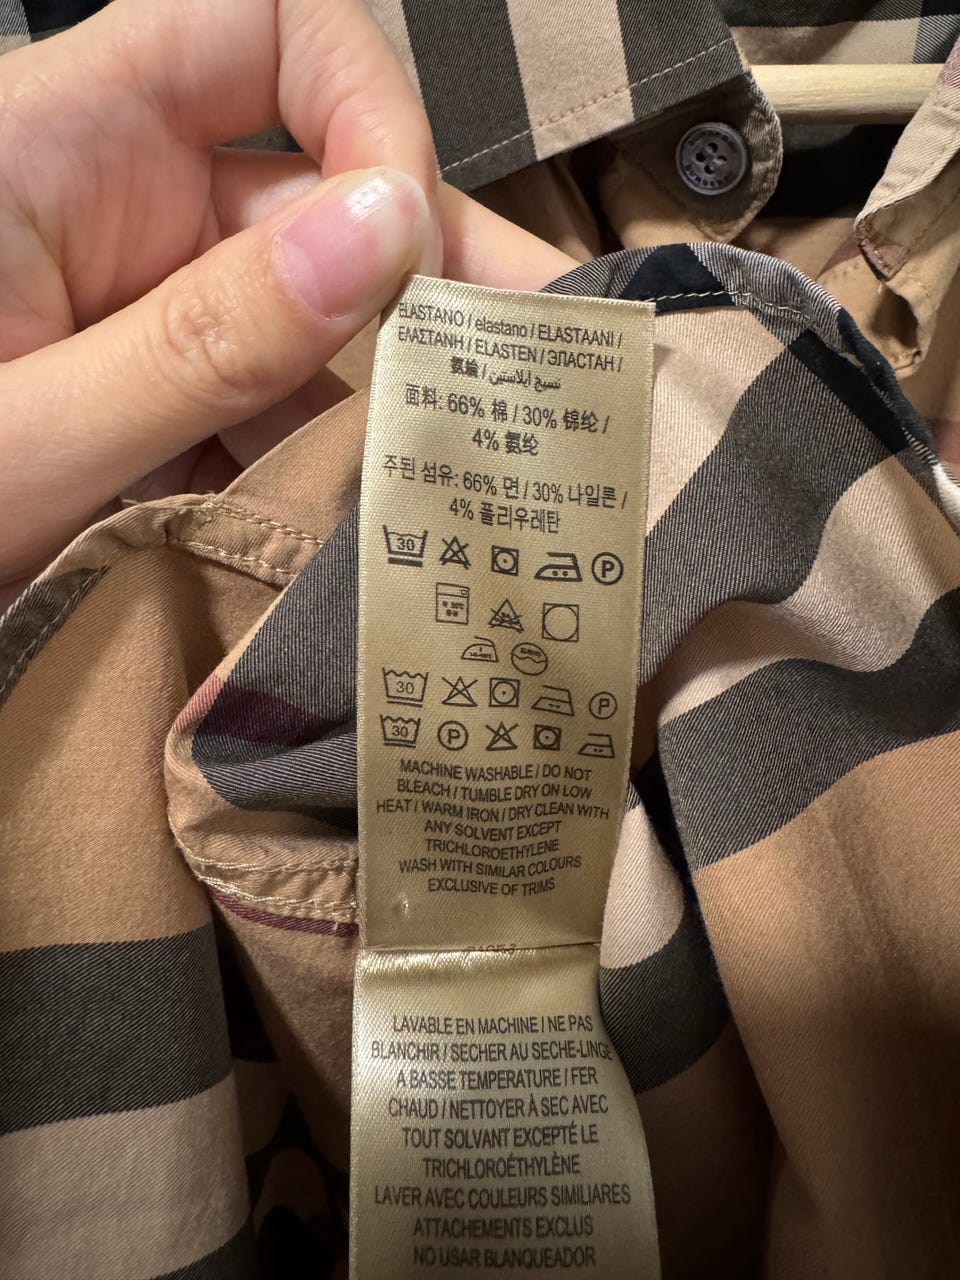 ELASTANO / elastano / ELASTAANI /
ΕΛΑΣΤΑΝΗ / ELASTEN / ЭЛАСТАН /
氨綸 / نسيج ايلاستين
面料: 66% 棉 / 30% 锦纶 /
4% 氨纶
주된 섬유: 66% 면 / 30% 나일론 /
4% 폴리우레탄
30 P
30 P
30 P
MACHINE WASHABLE / DO NOT
BLEACH / TUMBLE DRY ON LOW
HEAT / WARM IRON / DRY CLEAN WITH
ANY SOLVENT EXCEPT
TRICHLOROETHYLENE
WASH WITH SIMILAR COLOURS
EXCLUSIVE OF TRIMS
LAVABLE EN MACHINE / NE PAS
BLANCHIR / SECHER AU SECHE-LINGE
A BASSE TEMPERATURE / FER
CHAUD / NETTOYER À SEC AVEC
TOUT SOLVANT EXCEPTÉ LE
TRICHLOROÉTHYLÈNE
LAVER AVEC COULEURS SIMILIARES
ATTACHEMENTS EXCLUS
NO USAR BLANQUEADOR